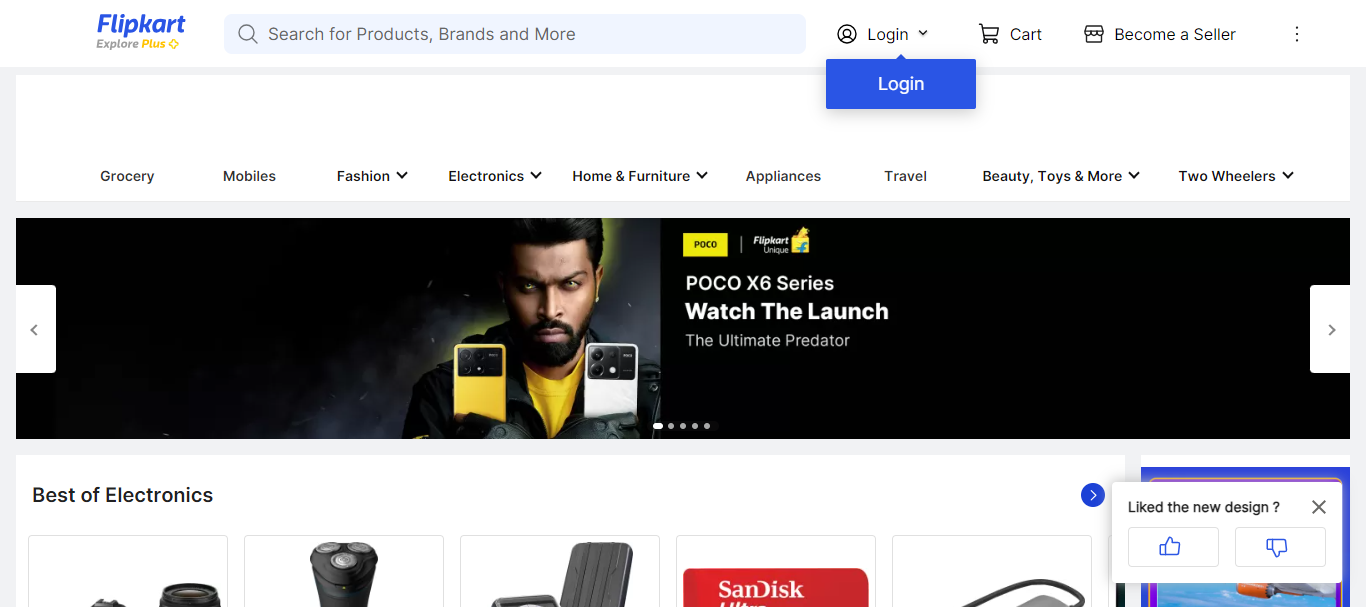 Flipkart
Explore Plus
Search for Products, Brands and More
Login
Cart
Become a Seller
Login
Grocery
Mobiles
Fashion
Electronics
Home & Furniture
Appliances
Travel
Beauty, Toys & More
Two Wheelers
POCO
Flipkart
Unique
POCO X6 Series
Watch The Launch
The Ultimate Predator
Best of Electronics
Liked the new design ?
SanDisk
Ultra